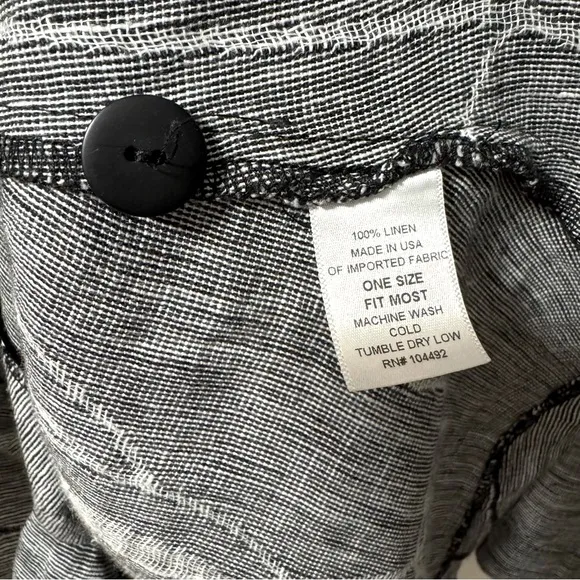 100% LINEN
MADE IN USA
OF IMPORTED FABRIC
ONE SIZE
FIT MOST
MACHINE WASH
COLD
TUMBLE DRY LOW
RN# 104492